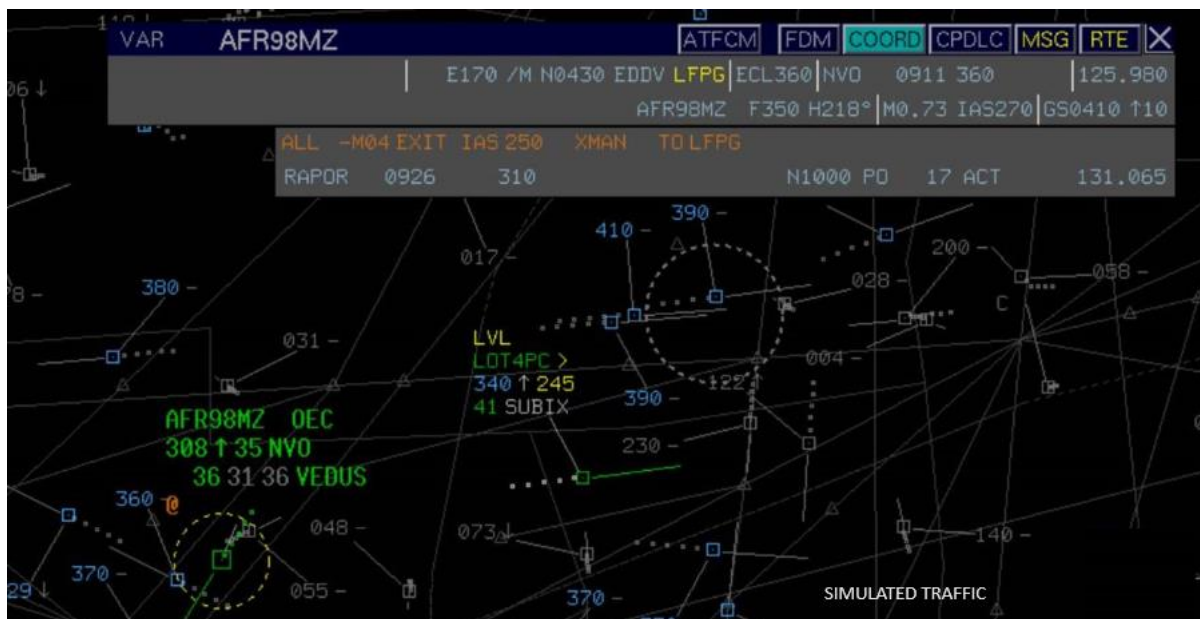 VAR AFR98MZ ATFCM FDM COORD CPDLC MSG RTE X
E170 /M N0430 EDDV LFPG ECL360 NVO 0911 360 125.980
AFR98MZ F350 H218° M0.73 IAS270 GS0410 ↑10
ALL -M04 EXIT IAS 250 XMAN TO LFPG
RAPOR 0926 310 N1000 PO 17 ACT 131.065
06 ↓
390 -
410 -
200 -
017 -
058 -
028 -
C
8 -
380 -
031 -
LVL
LOT4PC >
340 ↑ 245
41 SUBIX
004 -
122 ↑
390 -
AFR98MZ OEC
308 ↑ 35 NVO
36 31 36 VEDUS
230 -
360 -
@
048 -
073 ↓
-140 -
370 -
29 ↓
055 -
370 -
SIMULATED TRAFFIC